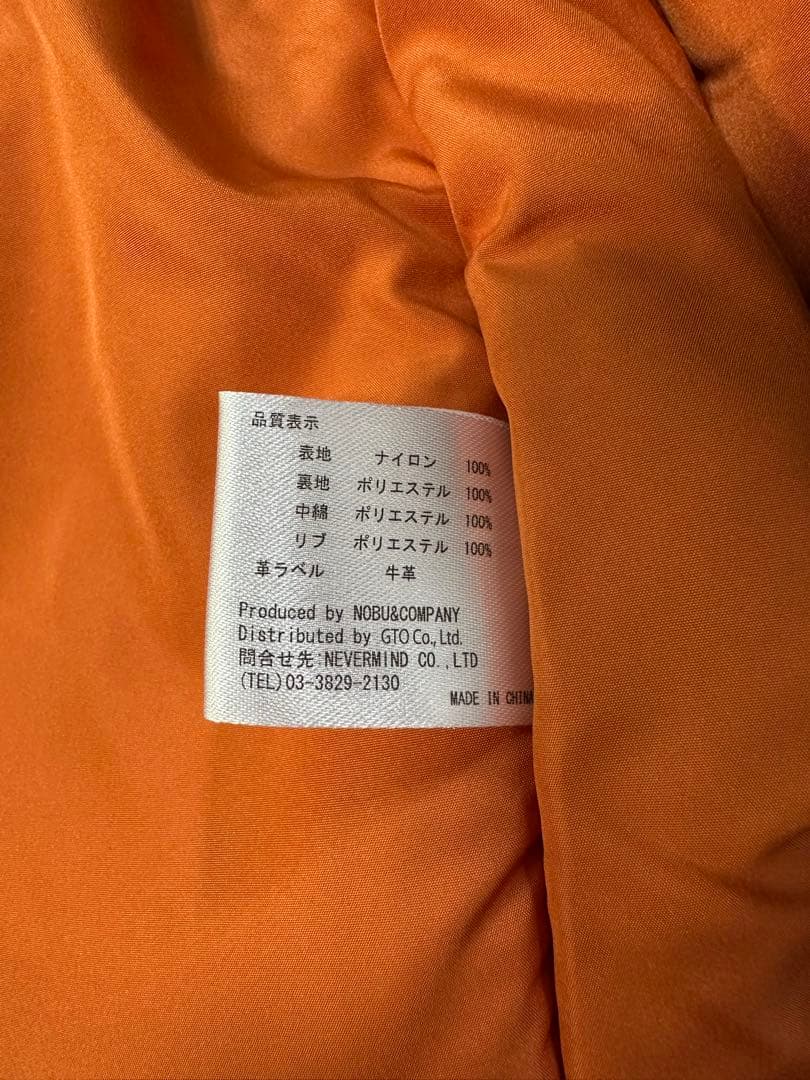 品質表示
表地 ナイロン 100%
裏地 ポリエステル 100%
中綿 ポリエステル 100%
リブ ポリエステル 100%
革ラベル 牛革
Produced by NOBU&COMPANY
Distributed by GTO Co., Ltd.
問合せ先:NEVERMIND CO.,LTD
(TEL)03-3829-2130
MADE IN CHINA